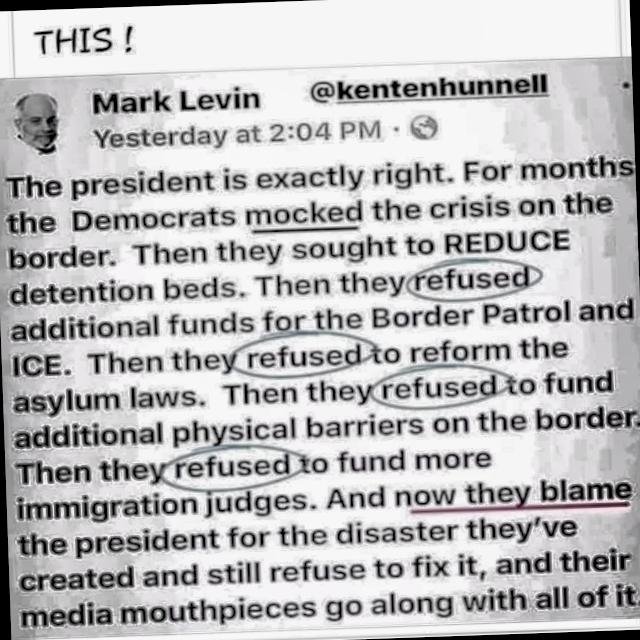 THIS !
Mark Levin @kentenhunnell
Yesterday at 2:04 PM ·
The president is exactly right. For months
the Democrats mocked the crisis on the
border. Then they sought to REDUCE
detention beds. Then they refused
additional funds for the Border Patrol and
ICE. Then they refused to reform the
asylum laws. Then they refused to fund
additional physical barriers on the border.
Then they refused to fund more
immigration judges. And now they blame
the president for the disaster they've
created and still refuse to fix it, and their
media mouthpieces go along with all of it.